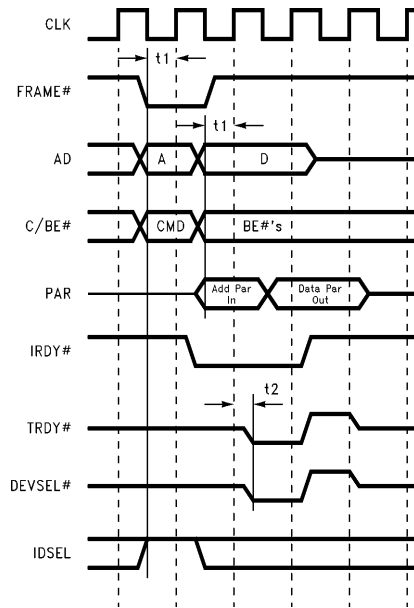 CLK
t1
FRAME#
t1
AD A D
C/BE# CMD BE#'s
PAR Add Par In Data Par Out
IRDY#
t2
TRDY#
DEVSEL#
IDSEL